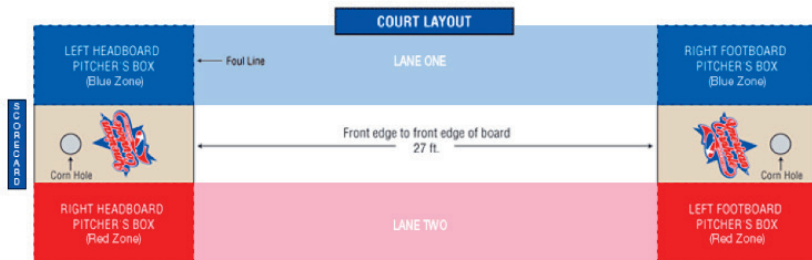 COURT LAYOUT
LEFT HEADBOARD
PITCHER'S BOX
(Blue Zone)
Foul Line
LANE ONE
RIGHT FOOTBOARD
PITCHER'S BOX
(Blue Zone)
SCORECARD
Corn Hole
Front edge to front edge of board
27 ft.
Corn Hole
RIGHT HEADBOARD
PITCHER'S BOX
(Red Zone)
LANE TWO
LEFT FOOTBOARD
PITCHER'S BOX
(Red Zone)